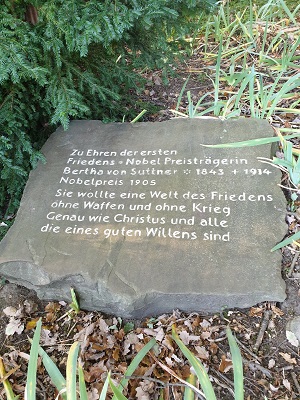 Zu Ehren der ersten
Friedens = Nobel Preisträgerin
Bertha von Suttner ☆ 1843 + 1914
Nobelpreis 1905
Sie wollte eine Welt des Friedens
ohne Waffen und ohne Krieg
Genau wie Christus und alle
die eines guten Willens sind